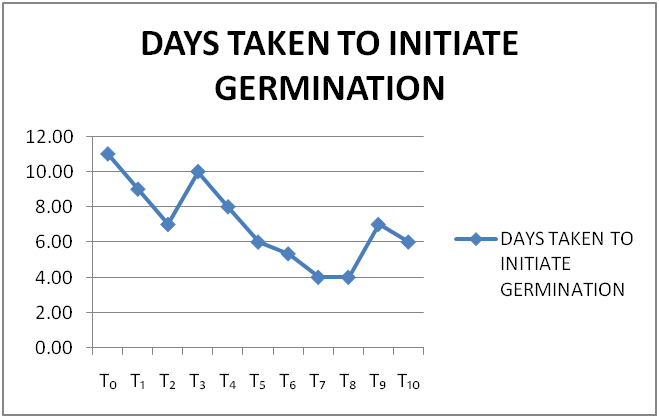 DAYS TAKEN TO INITIATE
GERMINATION
12.00
10.00
8.00
6.00
4.00
2.00
0.00
T₀ T₁ T₂ T₃ T₄ T₅ T₆ T₇ T₈ T₉ T₁₀
DAYS TAKEN TO
INITIATE
GERMINATION